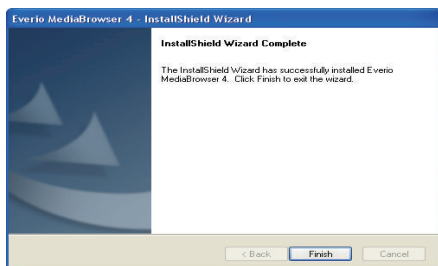 Everio MediaBrowser 4 - InstallShield Wizard
InstallShield Wizard Complete
The InstallShield Wizard has successfully installed Everio
MediaBrowser 4. Click Finish to exit the wizard.
< Back
Finish
Cancel